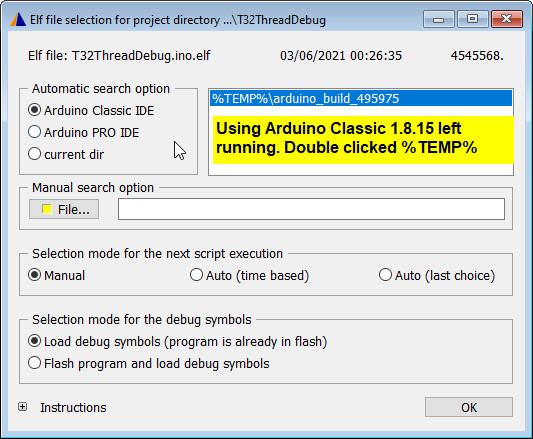 Elf file selection for project directory ...\T32ThreadDebug
Elf file: T32ThreadDebug.ino.elf 03/06/2021 00:26:35 4545568.
Automatic search option
Arduino Classic IDE
Arduino PRO IDE
current dir
%TEMP%\arduino_build_495975
Using Arduino Classic 1.8.15 left
running. Double clicked %TEMP%
Manual search option
File...
Selection mode for the next script execution
Manual Auto (time based) Auto (last choice)
Selection mode for the debug symbols
Load debug symbols (program is already in flash)
Flash program and load debug symbols
Instructions OK